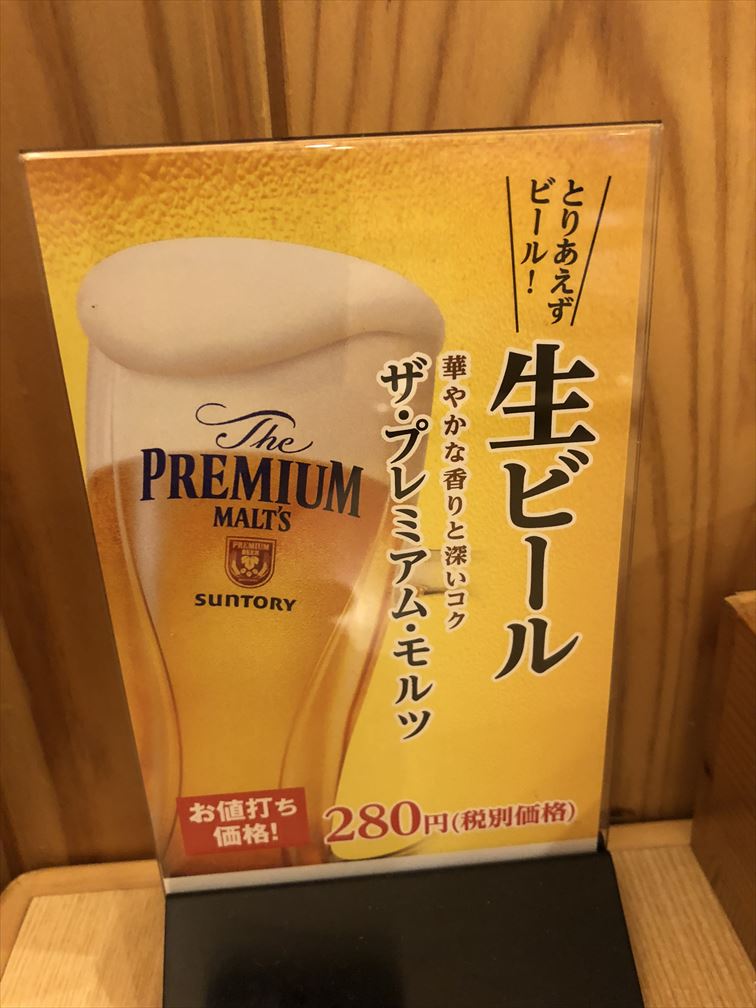 とりあえず
ビール!
生ビール
華やかな香りと深いコク
ザ・プレミアム・モルツ
The
PREMIUM
MALT'S
PREMIUM
BEER
SUNTORY
お値打ち
価格!
280円(税別価格)